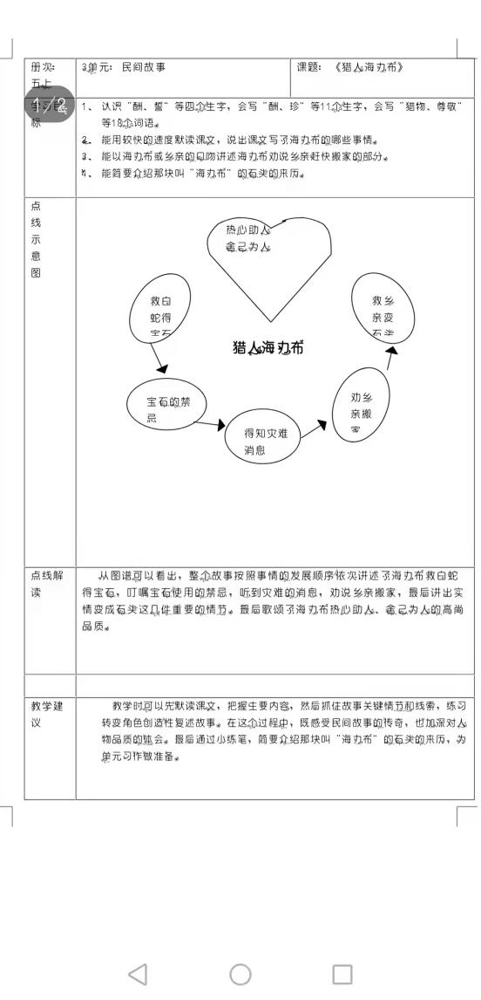 册次：
五上
3单元：民间故事
课题：《猎人海力布》
1/2
学习目
标
1、认识“酬、誓”等四个生字，会写“酬、珍”等11个生字，会写“猎物、尊敬”
等18个词语。
2、能用较快的速度默读课文，说出课文写了海力布的哪些事情。
3、能以海力布或乡亲的口吻讲述海力布劝说乡亲赶快搬家的部分。
4、能简要介绍那块叫“海力布”的石头的来历。
点
线
示
意
图
热心助人
舍己为人
救白
蛇得
宝石
救乡
亲变
石头
猎人海力布
宝石的禁
忌
劝乡
亲搬
家
得知灾难
消息
点线解
读
从图谱可以看出，整个故事按照事情的发展顺序依次讲述了海力布救白蛇
得宝石，叮嘱宝石使用的禁忌，听到灾难的消息，劝说乡亲搬家，最后讲出实
情变成石头这几件重要的情节。最后歌颂了海力布热心助人、舍己为人的高尚
品质。
教学建
议
教学时可以先默读课文，把握主要内容，然后抓住故事关键情节和线索，练习
转变角色创造性复述故事。在这个过程中，既感受民间故事的传奇，也加深对人
物品质的体会。最后通过小练笔，简要介绍那块叫“海力布”的石头的来历，为
单元习作做准备。